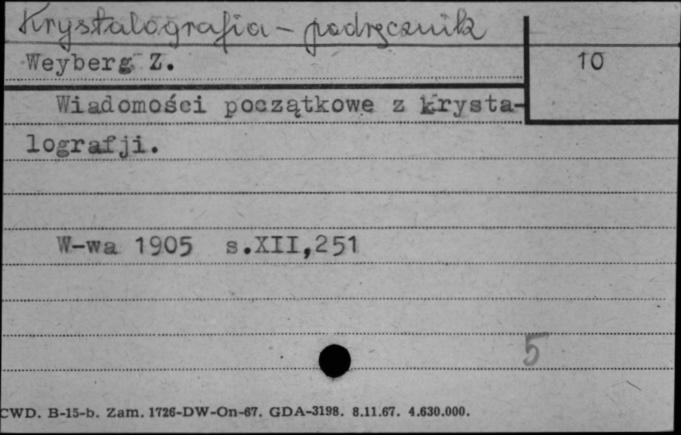 Krystalografia - podręcznik
Weyberg Z.
10
Wiadomości początkowe z krysta-
lografji.
W-wa 1905 s.XII,251
5
CWD. B-15-b. Zam. 1726-DW-On-67. GDA-3198. 8.11.67. 4.630.000.